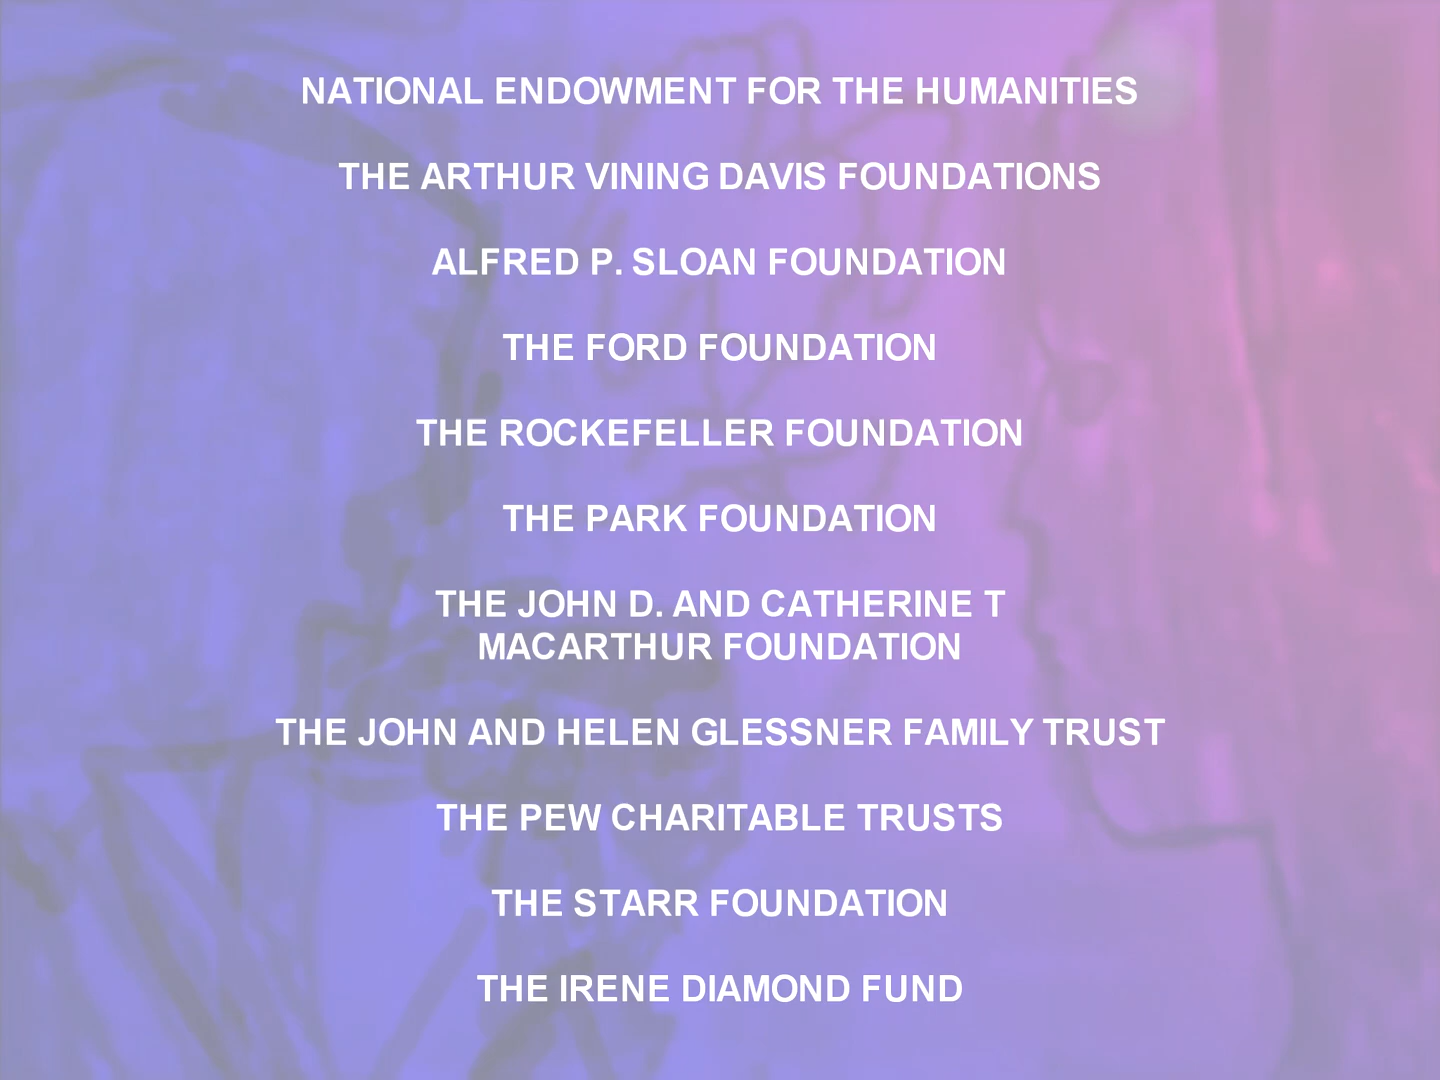 NATIONAL ENDOWMENT FOR THE HUMANITIES
THE ARTHUR VINING DAVIS FOUNDATIONS
ALFRED P. SLOAN FOUNDATION
THE FORD FOUNDATION
THE ROCKEFELLER FOUNDATION
THE PARK FOUNDATION
THE JOHN D. AND CATHERINE T
MACARTHUR FOUNDATION
THE JOHN AND HELEN GLESSNER FAMILY TRUST
THE PEW CHARITABLE TRUSTS
THE STARR FOUNDATION
THE IRENE DIAMOND FUND